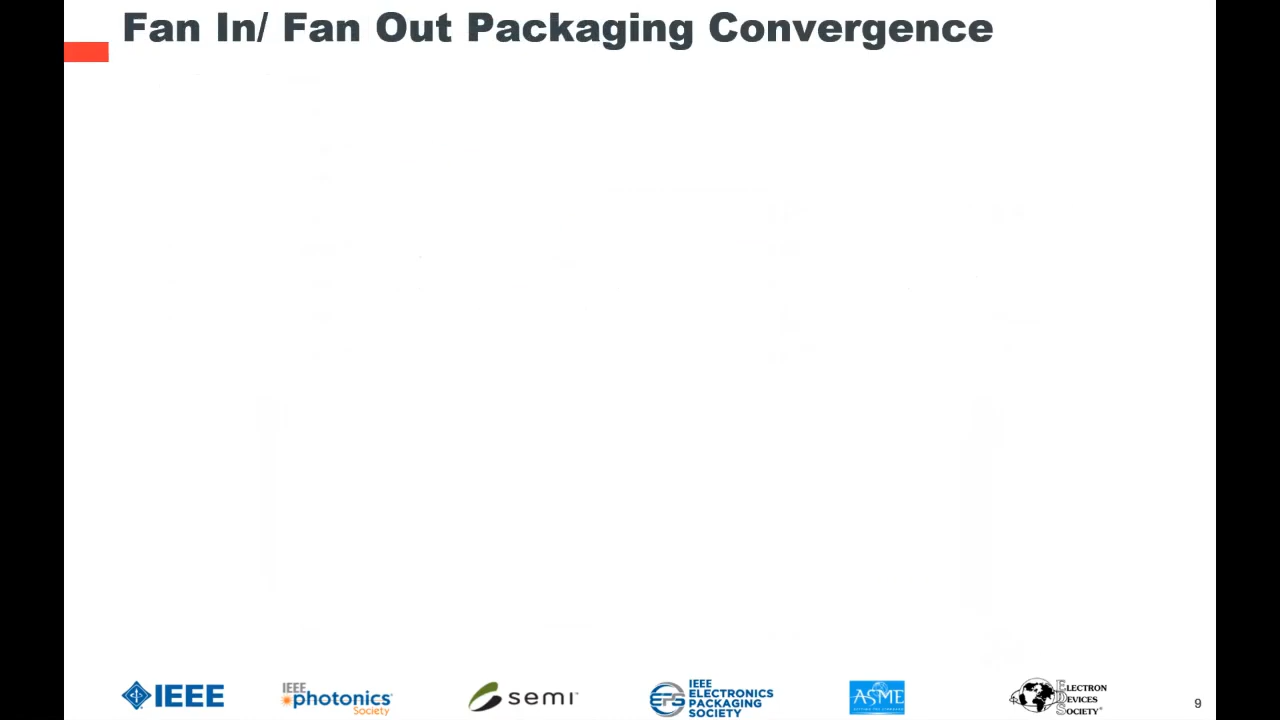 Fan In/ Fan Out Packaging Convergence
IEEE
IEEE
photonics
Society
semi
EPS
IEEE
ELECTRONICS
PACKAGING
SOCIETY
ASME
ELECTRON
DEVICES
SOCIETY®
9